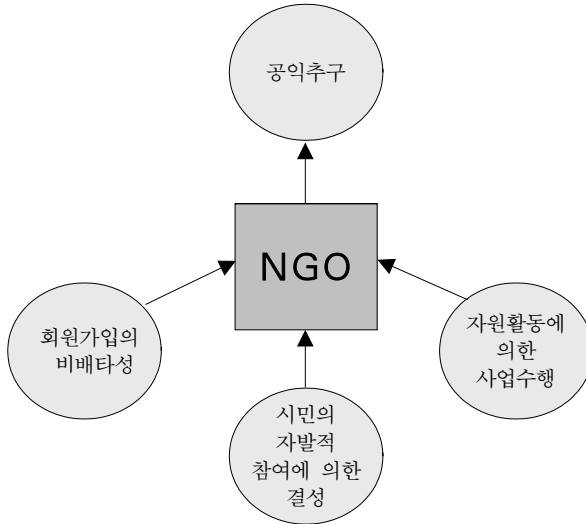 공익추구
NGO
회원가입의
비배타성
자원활동에
의한
사업수행
시민의
자발적
참여에 의한
결성